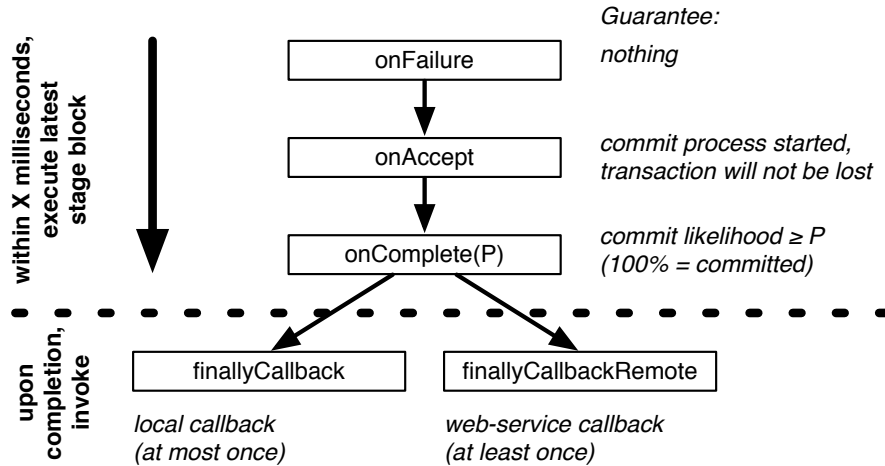 Guarantee:
within X milliseconds,
execute latest
stage block
onFailure
nothing
onAccept
commit process started,
transaction will not be lost
onComplete(P)
commit likelihood ≥ P
(100% = committed)
upon
completion,
invoke
finallyCallback
finallyCallbackRemote
local callback
(at most once)
web-service callback
(at least once)